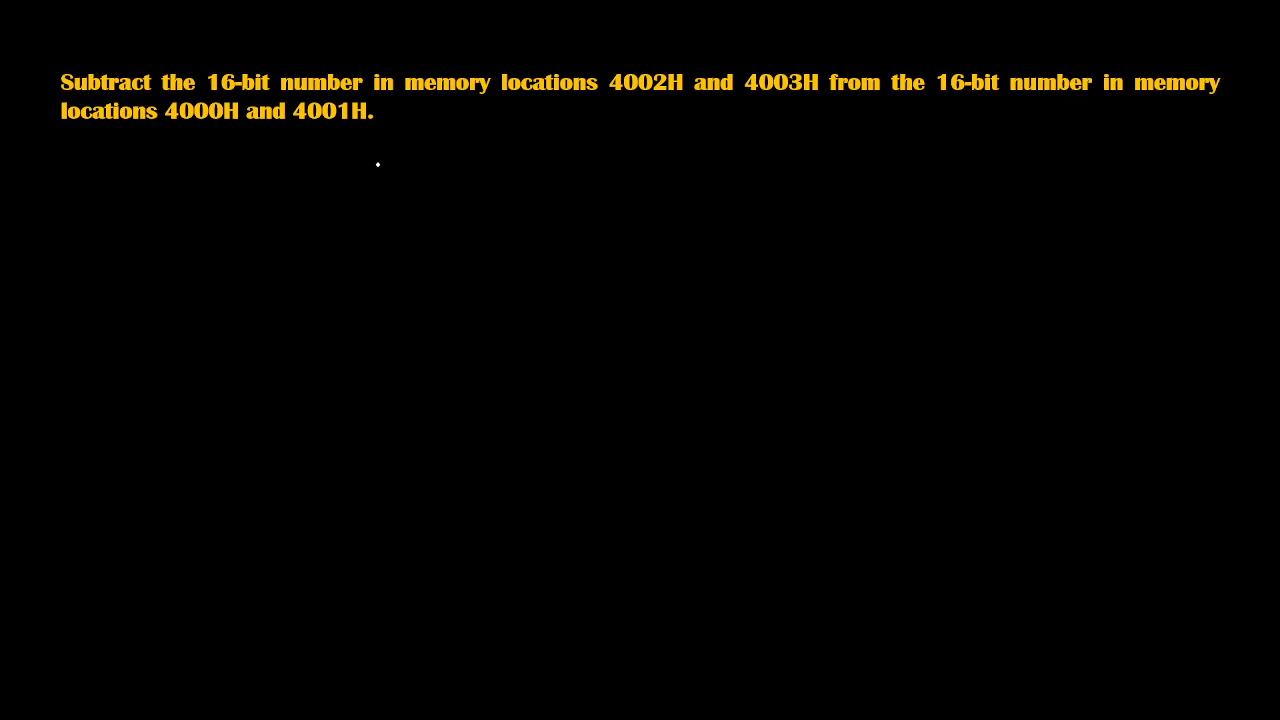 Subtract the 16-bit number in memory locations 4002H and 4003H from the 16-bit number in memory
locations 4000H and 4001H.